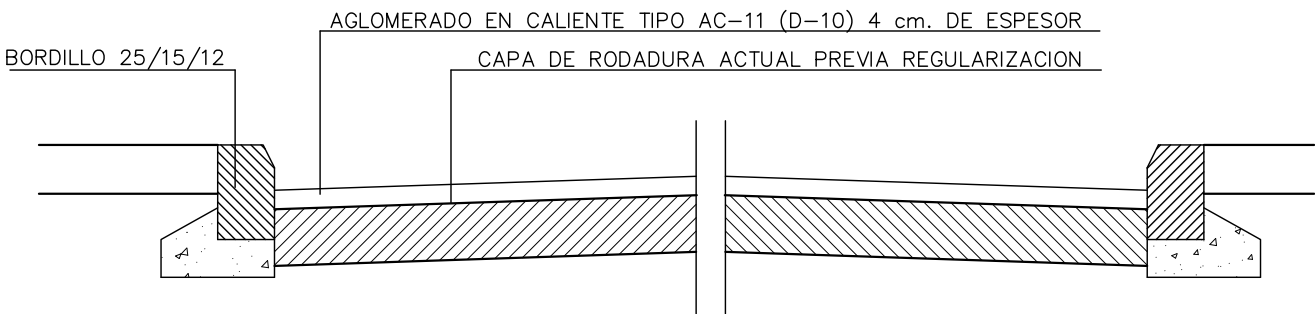 AGLOMERADO EN CALIENTE TIPO AC-11 (D-10) 4 cm. DE ESPESOR
BORDILLO 25/15/12
CAPA DE RODADURA ACTUAL PREVIA REGULARIZACION